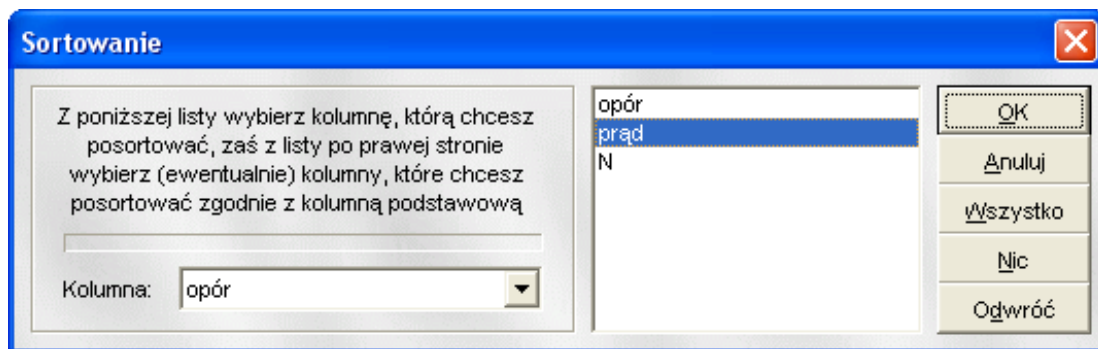 Sortowanie
Z poniższej listy wybierz kolumnę, którą chcesz
posortować, zaś z listy po prawej stronie
wybierz (ewentualnie) kolumny, które chcesz
posortować zgodnie z kolumną podstawową
Kolumna: opór
opór
prąd
N
OK
Anuluj
Wszystko
Nic
Odwróć